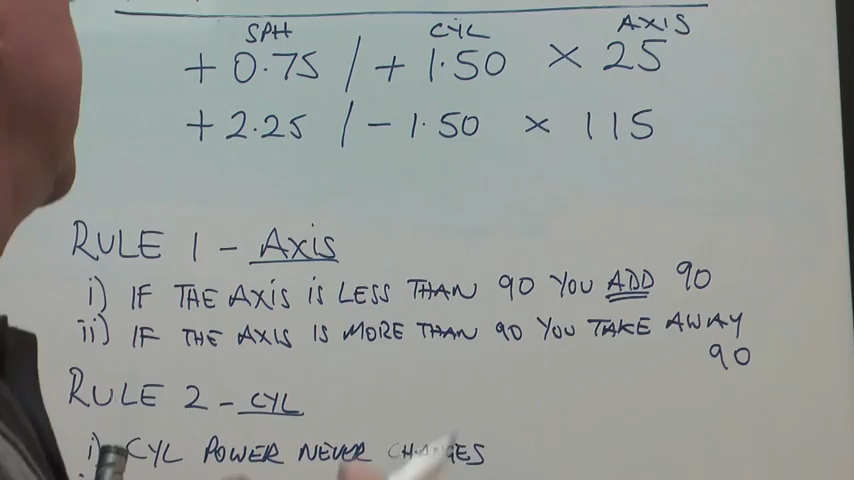 SPH CYL AXIS
+ 0.75 / + 1.50 × 25
+ 2.25 / - 1.50 × 115
RULE 1 - AXIS
i) IF THE AXIS IS LESS THAN 90 YOU ADD 90
ii) IF THE AXIS IS MORE THAN 90 YOU TAKE AWAY
90
RULE 2 - CYL
i) CYL POWER NEVER CHANGES